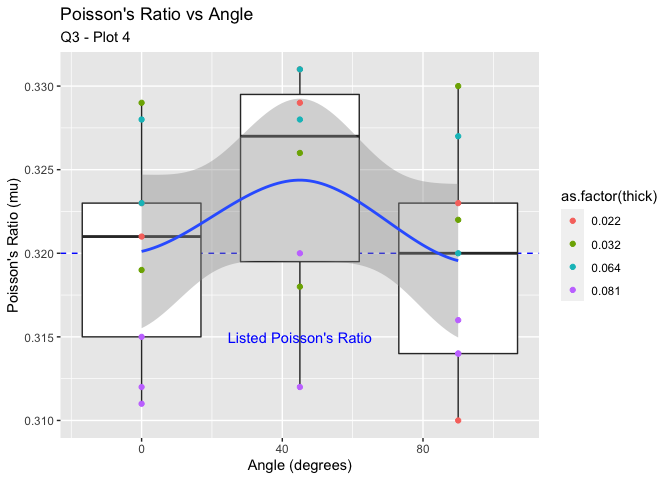 Poisson's Ratio vs Angle
Q3 - Plot 4
0.330
0.325
0.320
0.315
0.310
Poisson's Ratio (mu)
Listed Poisson's Ratio
0
40
80
Angle (degrees)
as.factor(thick)
0.022
0.032
0.064
0.081